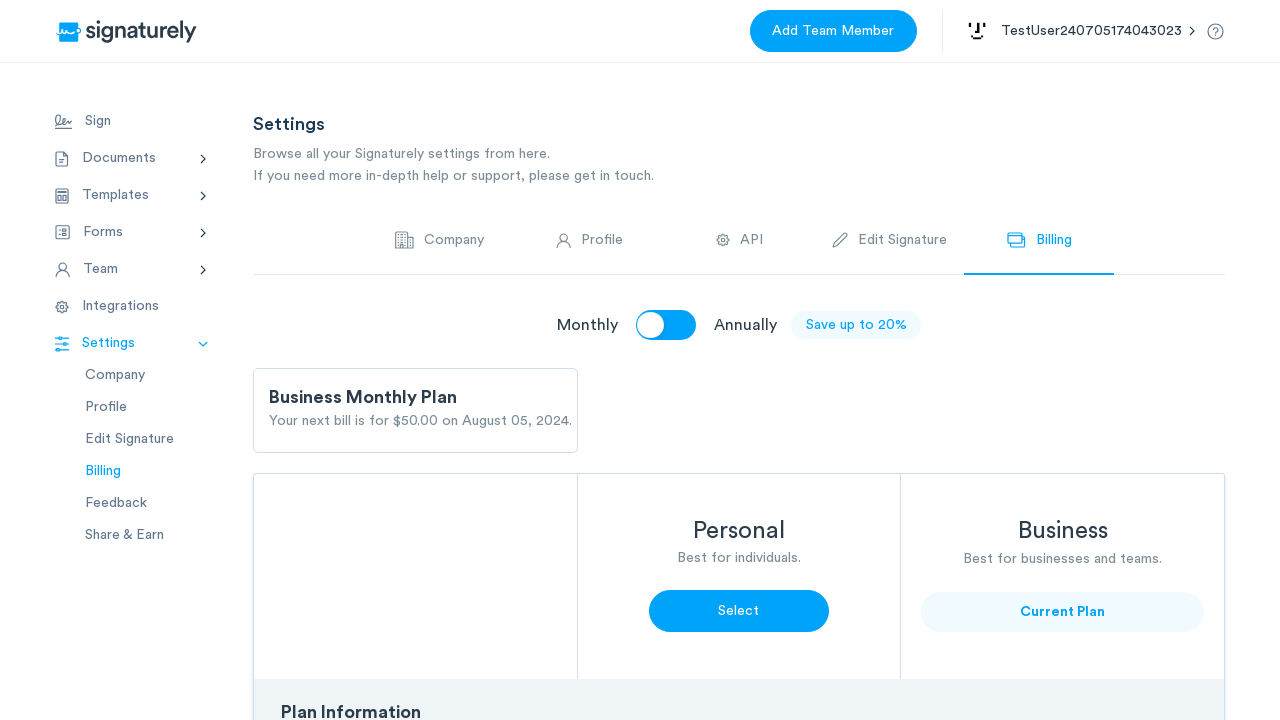 signaturely
Add Team Member
TestUser240705174043023
Sign
Documents
Templates
Forms
Team
Integrations
Settings
Company
Profile
Edit Signature
Billing
Feedback
Share & Earn
Settings
Browse all your Signaturely settings from here.
If you need more in-depth help or support, please get in touch.
Company
Profile
API
Edit Signature
Billing
Monthly
Annually
Save up to 20%
Business Monthly Plan
Your next bill is for $50.00 on August 05, 2024.
Personal
Best for individuals.
Select
Business
Best for businesses and teams.
Current Plan
Plan Information